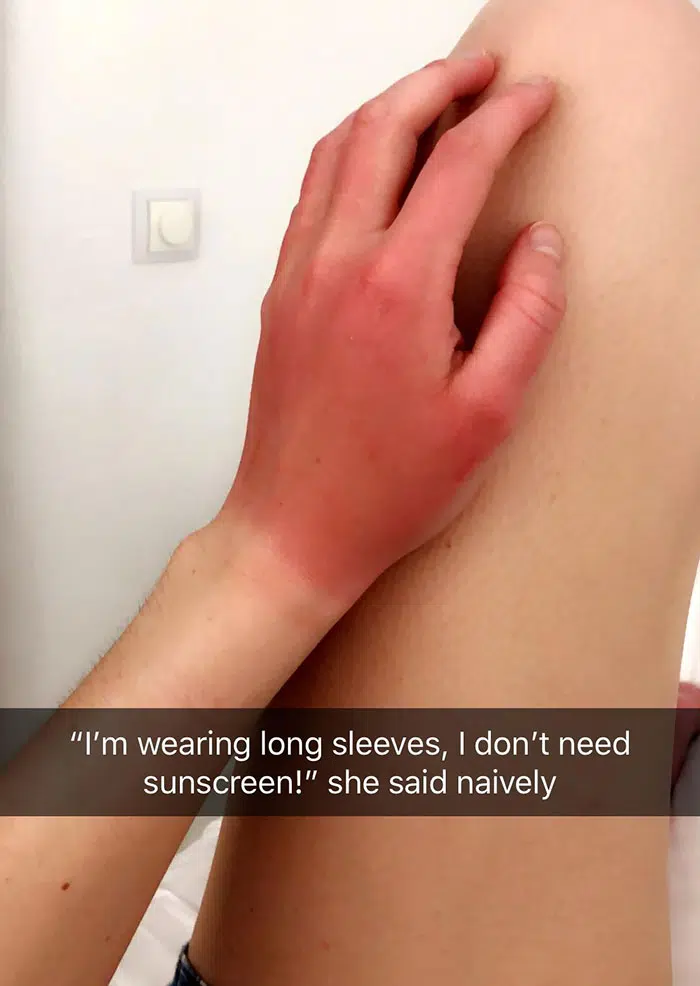 “I’m wearing long sleeves, I don’t need
sunscreen!” she said naively